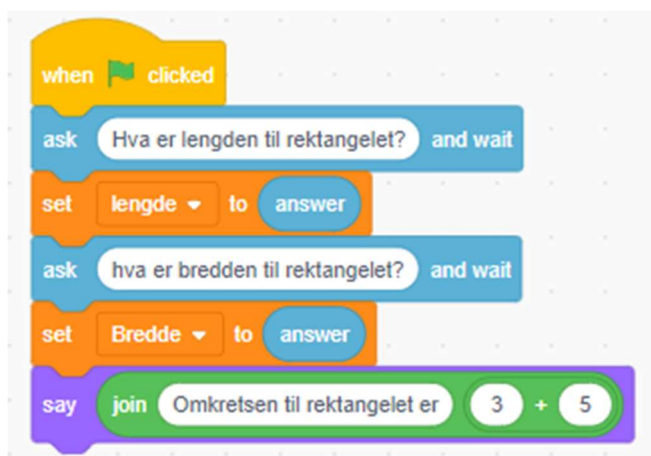 when clicked
ask Hva er lengden til rektangelet? and wait
set lengde to answer
ask hva er bredden til rektangelet? and wait
set Bredde to answer
say join Omkretsen til rektangelet er 3 + 5